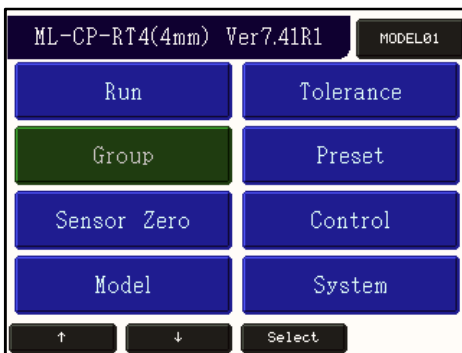 ML-CP-RT4(4mm) Ver7.41R1 MODEL01
Run Tolerance
Group Preset
Sensor Zero Control
Model System
↑ ↓ Select